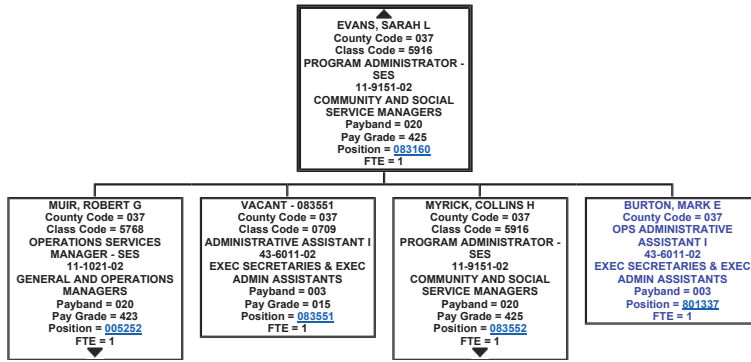 EVANS, SARAH L
County Code = 037
Class Code = 5916
PROGRAM ADMINISTRATOR -
SES
11-9151-02
COMMUNITY AND SOCIAL
SERVICE MANAGERS
Payband = 020
Pay Grade = 425
Position = 083160
FTE = 1
MUIR, ROBERT G
County Code = 037
Class Code = 5768
OPERATIONS SERVICES
MANAGER - SES
11-1021-02
GENERAL AND OPERATIONS
MANAGERS
Payband = 020
Pay Grade = 423
Position = 005252
FTE = 1
VACANT - 083551
County Code = 037
Class Code = 0709
ADMINISTRATIVE ASSISTANT I
43-6011-02
EXEC SECRETARIES & EXEC
ADMIN ASSISTANTS
Payband = 003
Pay Grade = 015
Position = 083551
FTE = 1
MYRICK, COLLINS H
County Code = 037
Class Code = 5916
PROGRAM ADMINISTRATOR -
SES
11-9151-02
COMMUNITY AND SOCIAL
SERVICE MANAGERS
Payband = 020
Pay Grade = 425
Position = 083552
FTE = 1
BURTON, MARK E
County Code = 037
OPS ADMINISTRATIVE
ASSISTANT I
43-6011-02
EXEC SECRETARIES & EXEC
ADMIN ASSISTANTS
Payband = 003
Position = 801337
FTE = 1